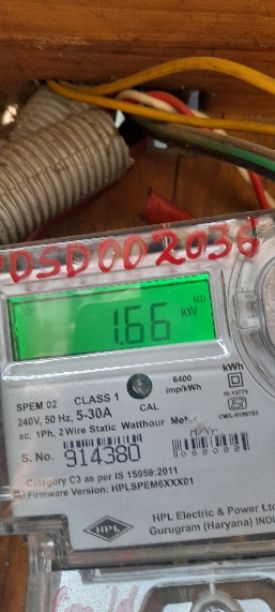 PDSD002036
MD
1.66 kW
kWh
SPEM 02 CLASS 1 6400
240V, 50 Hz, 5-30A CAL imp/kWh
ac, 1Ph, 2 Wire Static Watthour Meter
S. No. 914380
Category C3 as per IS 15959:2011
Firmware Version: HPLSPEM6XXX01
HPL
HPL Electric & Power Ltd
Gurugram (Haryana) INDI